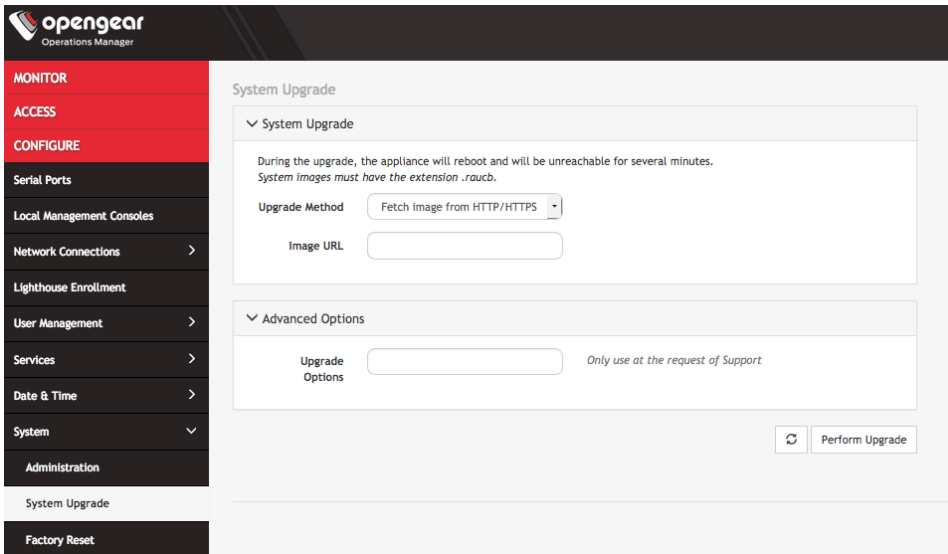 opengear
Operations Manager
MONITOR
ACCESS
CONFIGURE
Serial Ports
Local Management Consoles
Network Connections
Lighthouse Enrollment
User Management
Services
Date & Time
System
Administration
System Upgrade
Factory Reset
System Upgrade
System Upgrade
During the upgrade, the appliance will reboot and will be unreachable for several minutes.
System images must have the extension .raucb.
Upgrade Method
Fetch image from HTTP/HTTPS
Image URL
Advanced Options
Upgrade
Options
Only use at the request of Support
Perform Upgrade